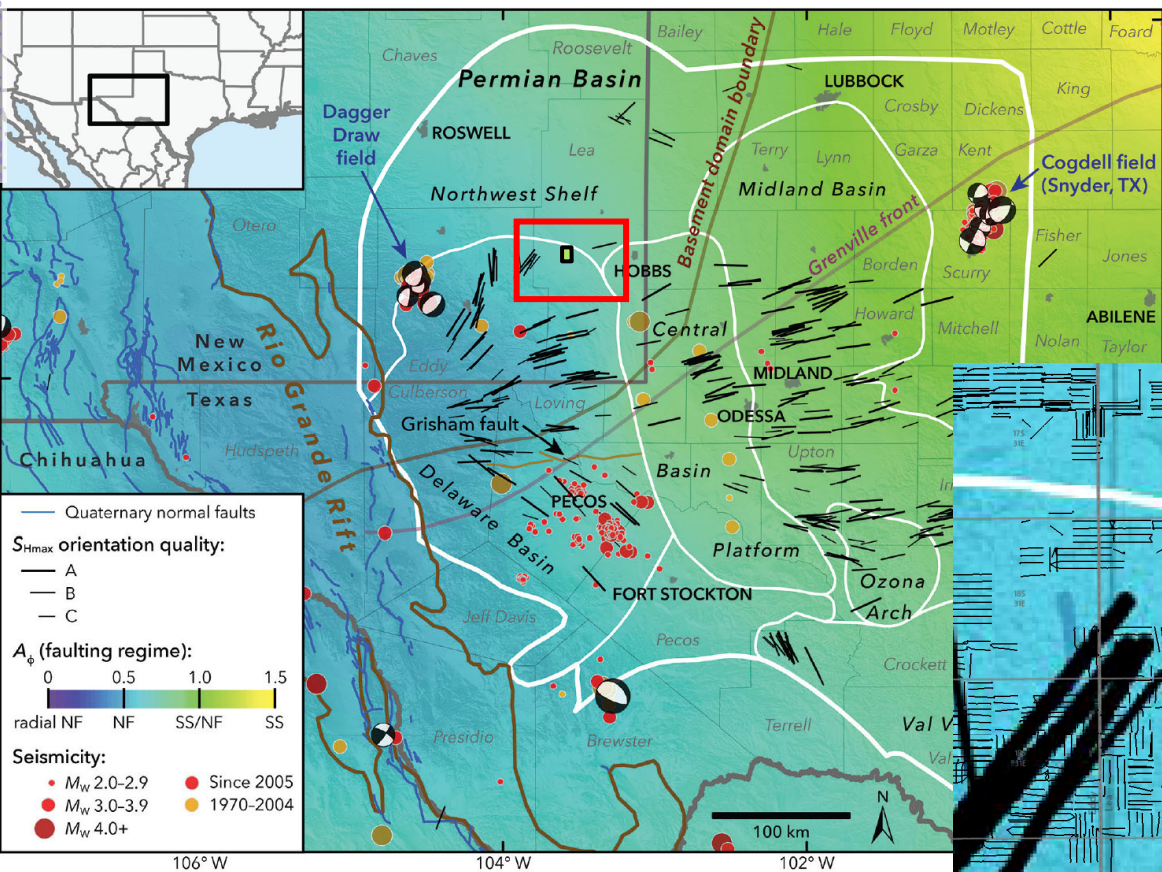 Chaves
Roosevelt
Bailey
Hale
Floyd
Motley
Cottle
Foard
Permian Basin
LUBBOCK
King
Dagger
Draw
field
ROSWELL
Lea
Basement domain boundary
Terry
Lynn
Crosby
Garza
Dickens
Kent
Cogdell field
(Snyder, TX)
Northwest Shelf
Midland Basin
Otero
Grenville front
HOBBS
Borden
Scurry
Fisher
Jones
New
Mexico
Texas
Rio Grande Rift
Eddy
Culberson
Loving
Central
Howard
Mitchell
ABILENE
Nolan
Taylor
MIDLAND
ODESSA
Grisham fault
Chihuahua
Hudspeth
Delaware
Basin
PECOS
Basin
Platform
Upton
17S
31E
Ozona
Arch
FORT STOCKTON
18S
31E
Jeff Davis
Pecos
Crockett
Presidio
Brewster
Terrell
Val V
Val
Quaternary normal faults
SHmax orientation quality:
A
B
C
Aϕ (faulting regime):
0 0.5 1.0 1.5
radial NF NF SS/NF SS
Seismicity:
Mw 2.0–2.9
Mw 3.0–3.9
Mw 4.0+
Since 2005
1970–2004
100 km
N
106° W
104° W
102° W